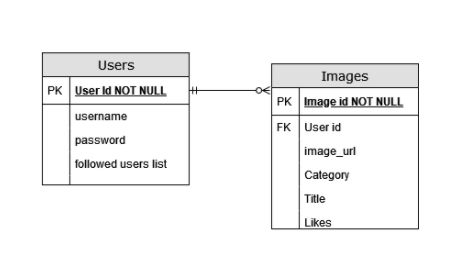 Users
PK User Id NOT NULL
username
password
followed users list
Images
PK Image id NOT NULL
FK User id
image_url
Category
Title
Likes